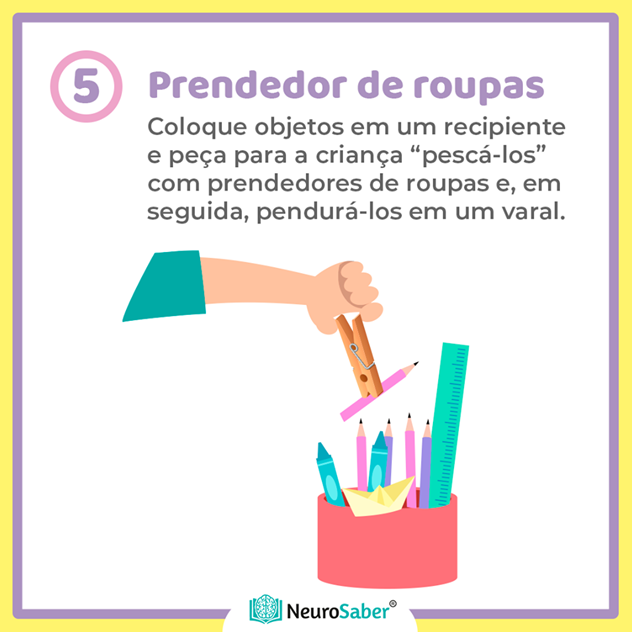 5
Prendedor de roupas
Coloque objetos em um recipiente
e peça para a criança “pescá-los”
com prendedores de roupas e, em
seguida, pendurá-los em um varal.
NeuroSaber®